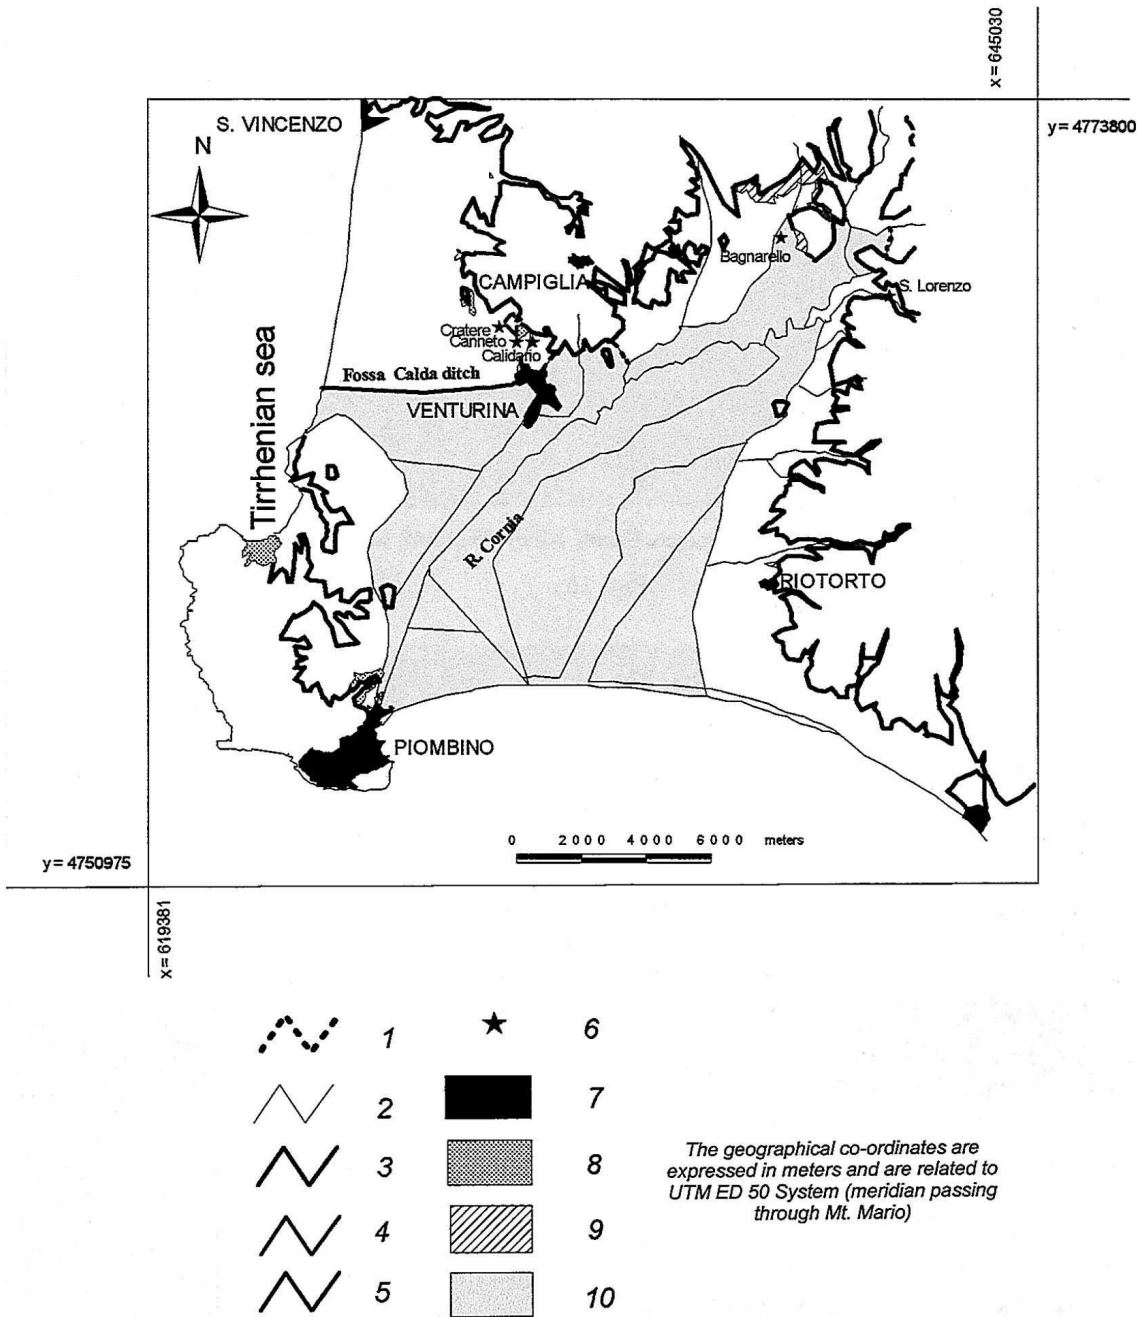 x = 645030
y = 4773800
S. VINCENZO
N
Bagnarello
CAMPIGLIA
S. Lorenzo
Cratere
Canneto
Calidario
Fossa Calda ditch
VENTURINA
Tirrhenian sea
R. Cornia
RIOTORTO
PIOMBINO
0 2000 4000 6000 meters
y = 4750975
x = 619381
1 6
2 7
3 8
4 9
5 10
The geographical co-ordinates are
expressed in meters and are related to
UTM ED 50 System (meridian passing
through Mt. Mario)